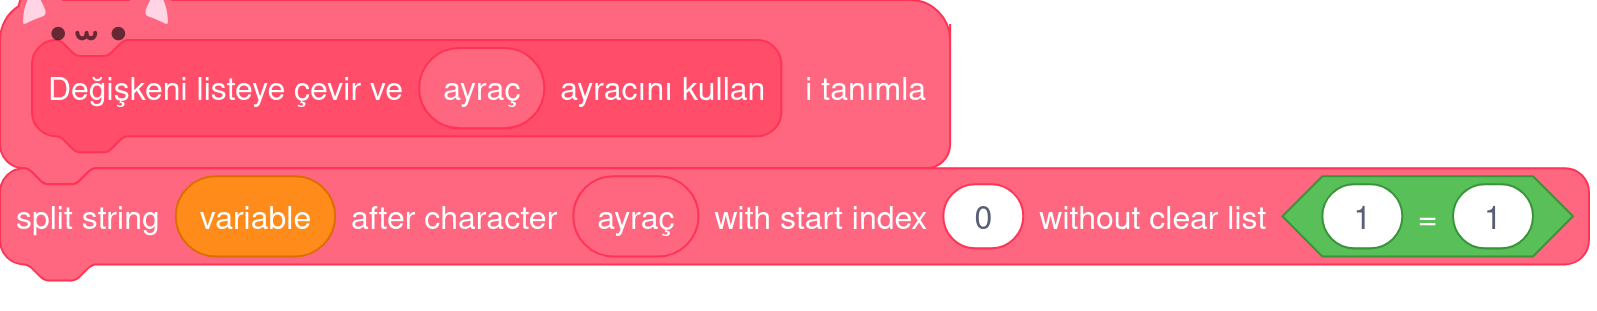 Değişkeni listeye çevir ve ayraç ayracını kullan i tanımla
split string variable after character ayraç with start index 0 without clear list 1 = 1